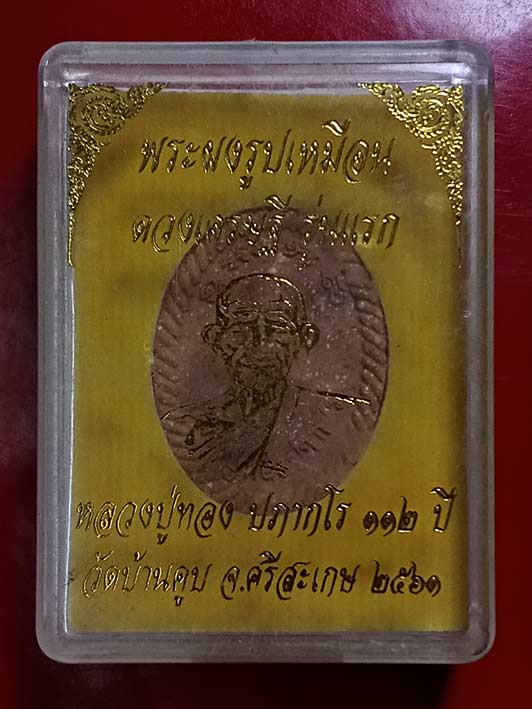 พระผงรูปเหมือน
ดวงเศรษฐี รุ่นแรก
หลวงปู่ทอง ปภากโร ๑๑๒ ปี
วัดบ้านคูบ จ.ศรีสะเกษ ๒๕๖๑